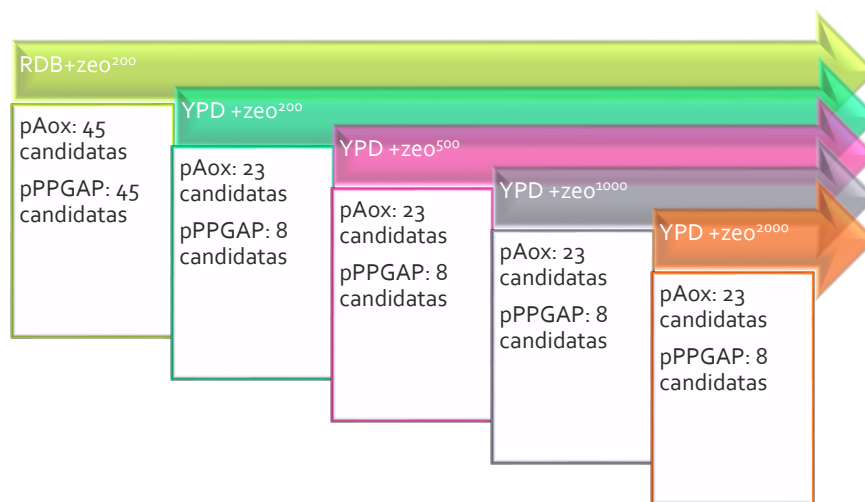 RDB+zeo²⁰⁰
pAox: 45
candidatas
pPPGAP: 45
candidatas
YPD +zeo²⁰⁰
pAox: 23
candidatas
pPPGAP: 8
candidatas
YPD +zeo⁵⁰⁰
pAox: 23
candidatas
pPPGAP: 8
candidatas
YPD +zeo¹⁰⁰⁰
pAox: 23
candidatas
pPPGAP: 8
candidatas
YPD +zeo²⁰⁰⁰
pAox: 23
candidatas
pPPGAP: 8
candidatas